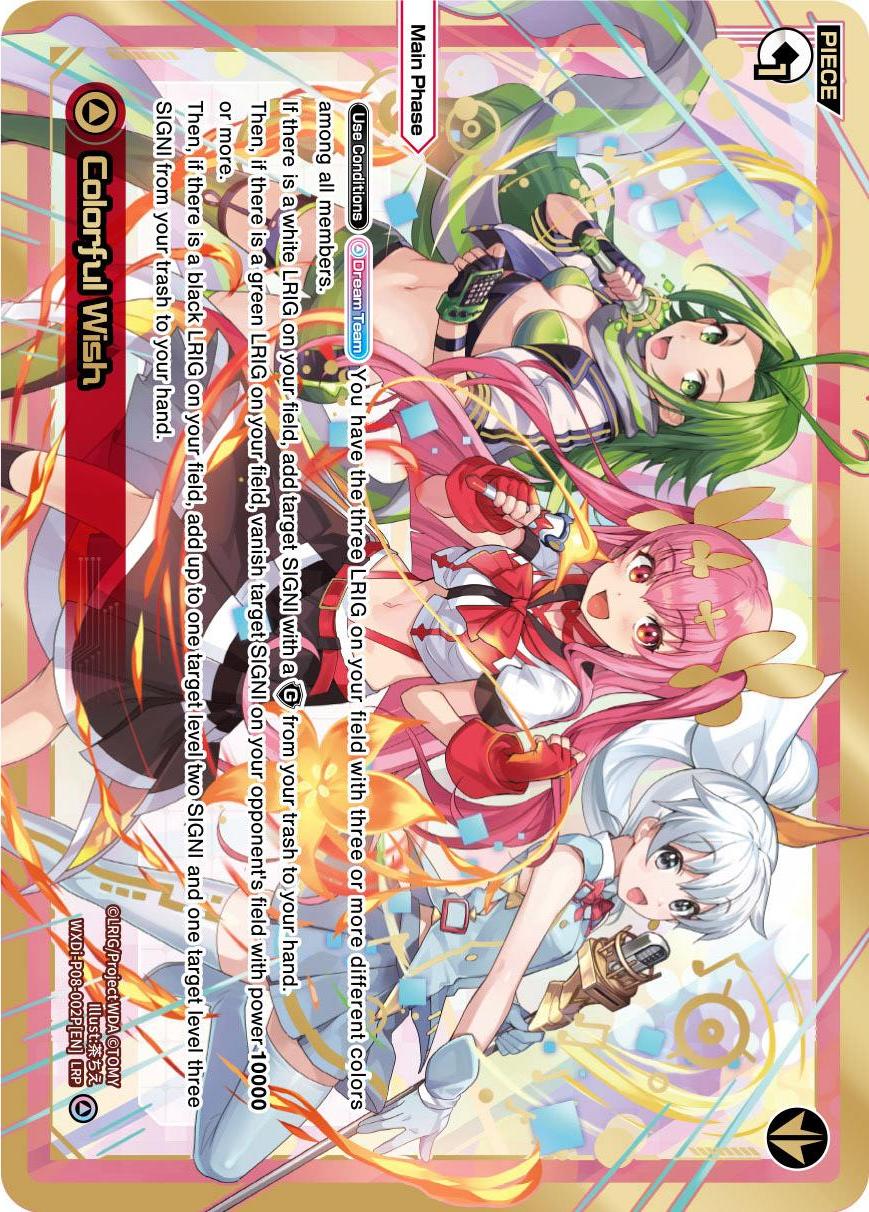 PIECE
1
Main Phase
Use Conditions Dream Team You have the three LRIG on your field with three or more different colors
among all members.
If there is a white LRIG on your field, add target SIGNI with a G from your trash to your hand.
Then, if there is a green LRIG on your field, vanish target SIGNI on your opponent's field with power 10000
or more.
Then, if there is a black LRIG on your field, add up to one target level two SIGNI and one target level three
SIGNI from your trash to your hand.
Colorful Wish
©LRIG/Project WDA ©TOMY
Illust:茶ちえ
WXDi-P08-002P[EN] LRP